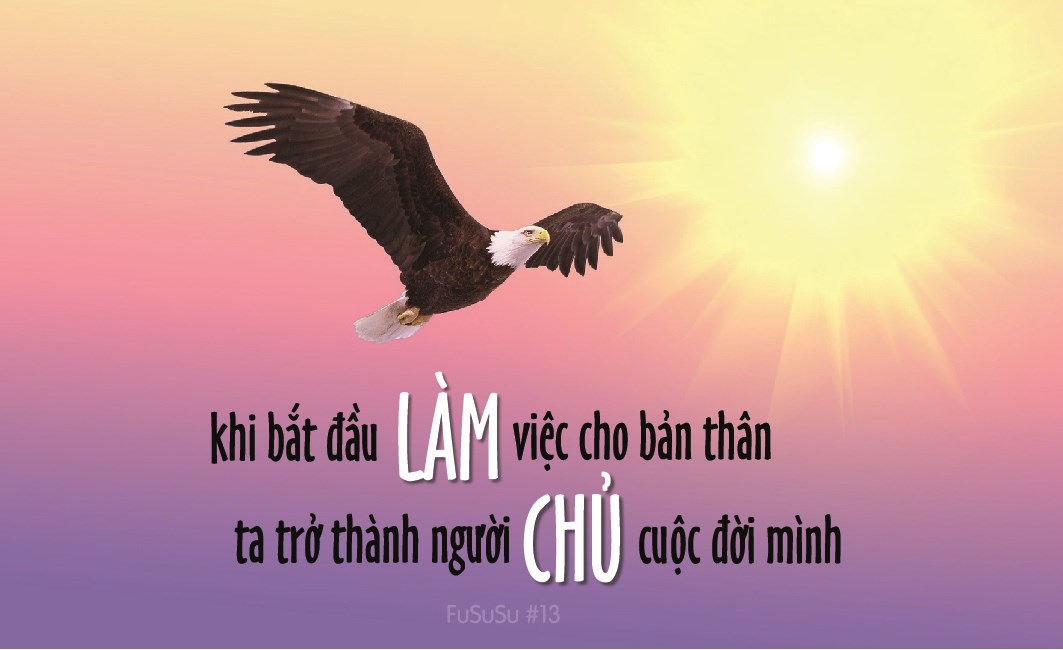 khi bắt đầu LÀM việc cho bản thân
ta trở thành người CHỦ cuộc đời mình
FuSuSu #13